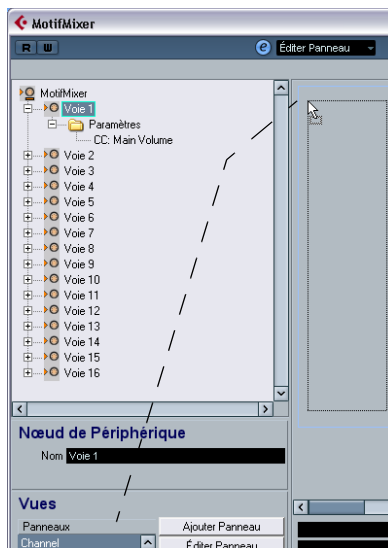 MotifMixer
R W e Éditer Panneau
MotifMixer
Voie 1
Paramètres
CC: Main Volume
Voie 2
Voie 3
Voie 4
Voie 5
Voie 6
Voie 7
Voie 8
Voie 9
Voie 10
Voie 11
Voie 12
Voie 13
Voie 14
Voie 15
Voie 16
Nœud de Périphérique
Nom Voie 1
Vues
Panneaux Ajouter Panneau
Channel Éditer Panneau